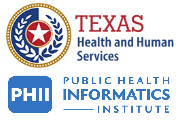 TEXAS
Health and Human
Services
PHII
PUBLIC HEALTH
INFORMATICS
INSTITUTE